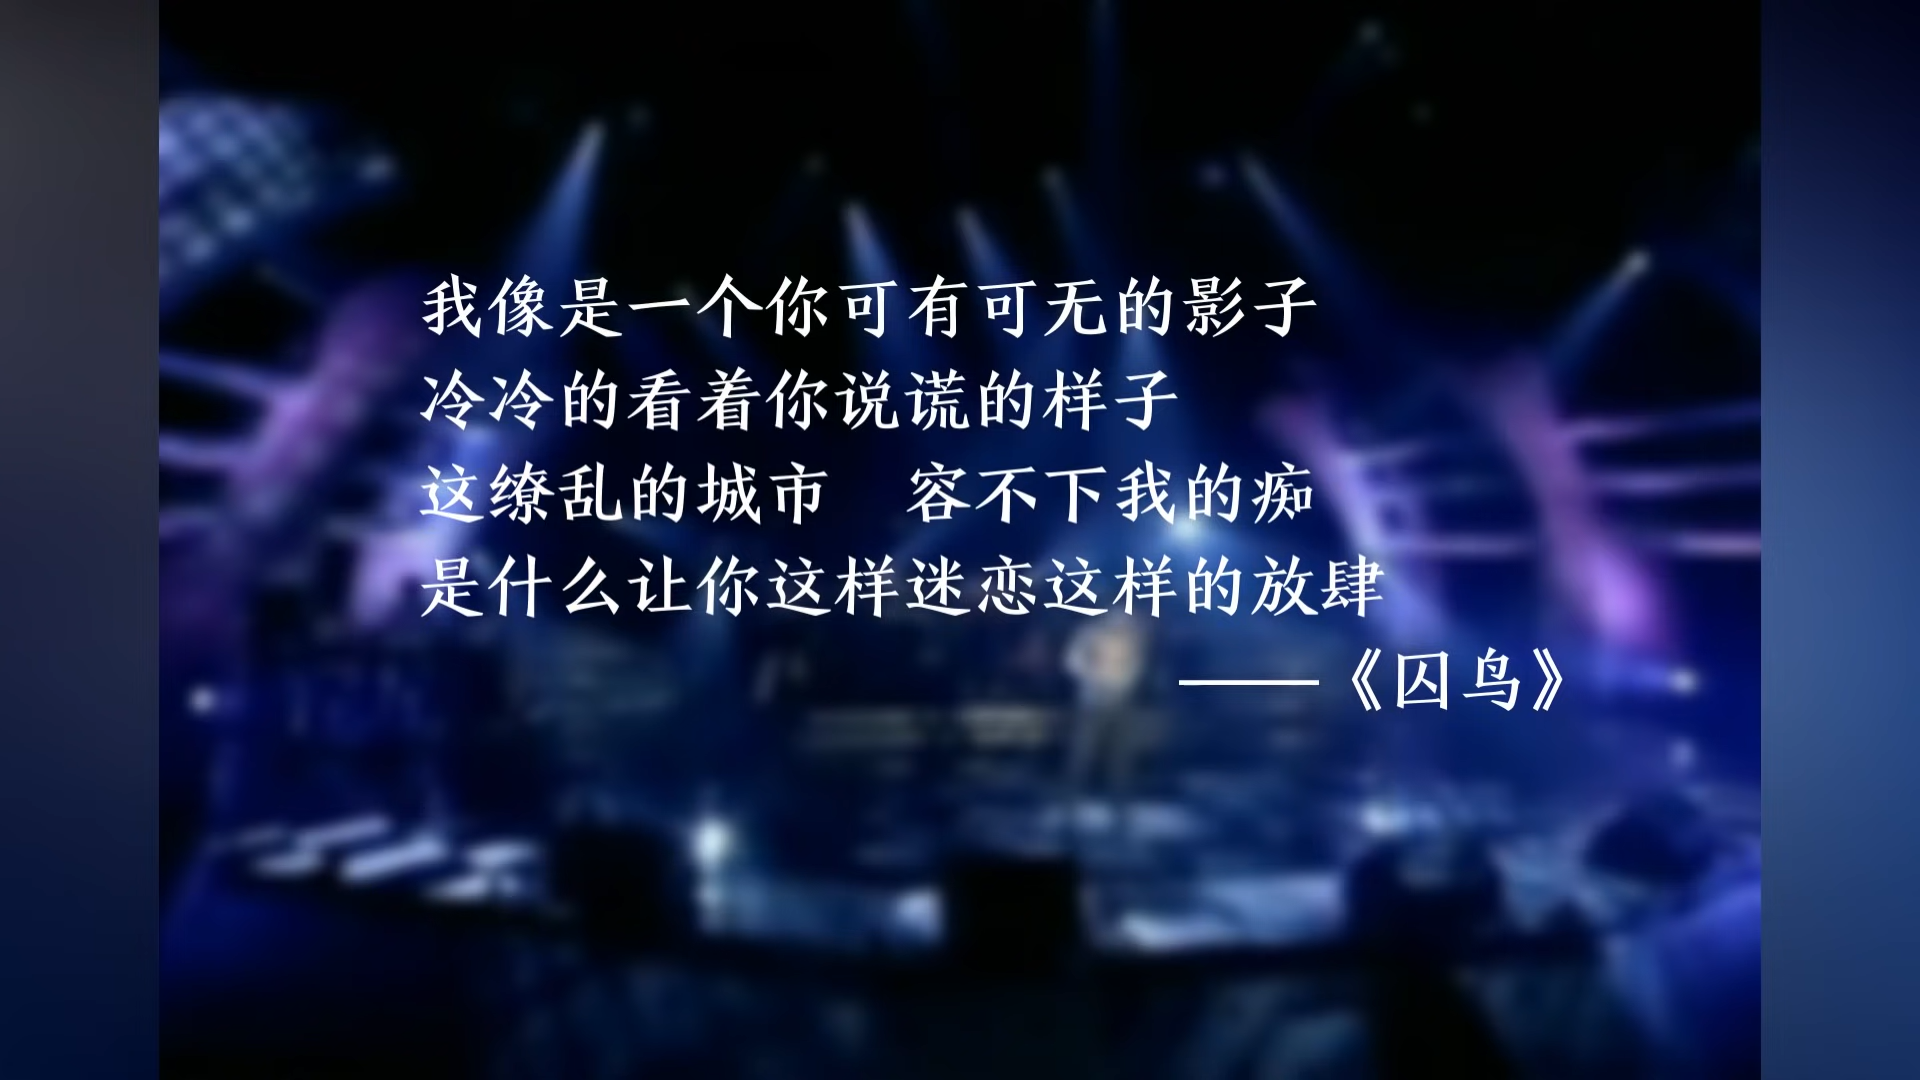 我像是一个你可有可无的影子
冷冷的看着你说谎的样子
这缭乱的城市　容不下我的痴
是什么让你这样迷恋这样的放肆
——《囚鸟》